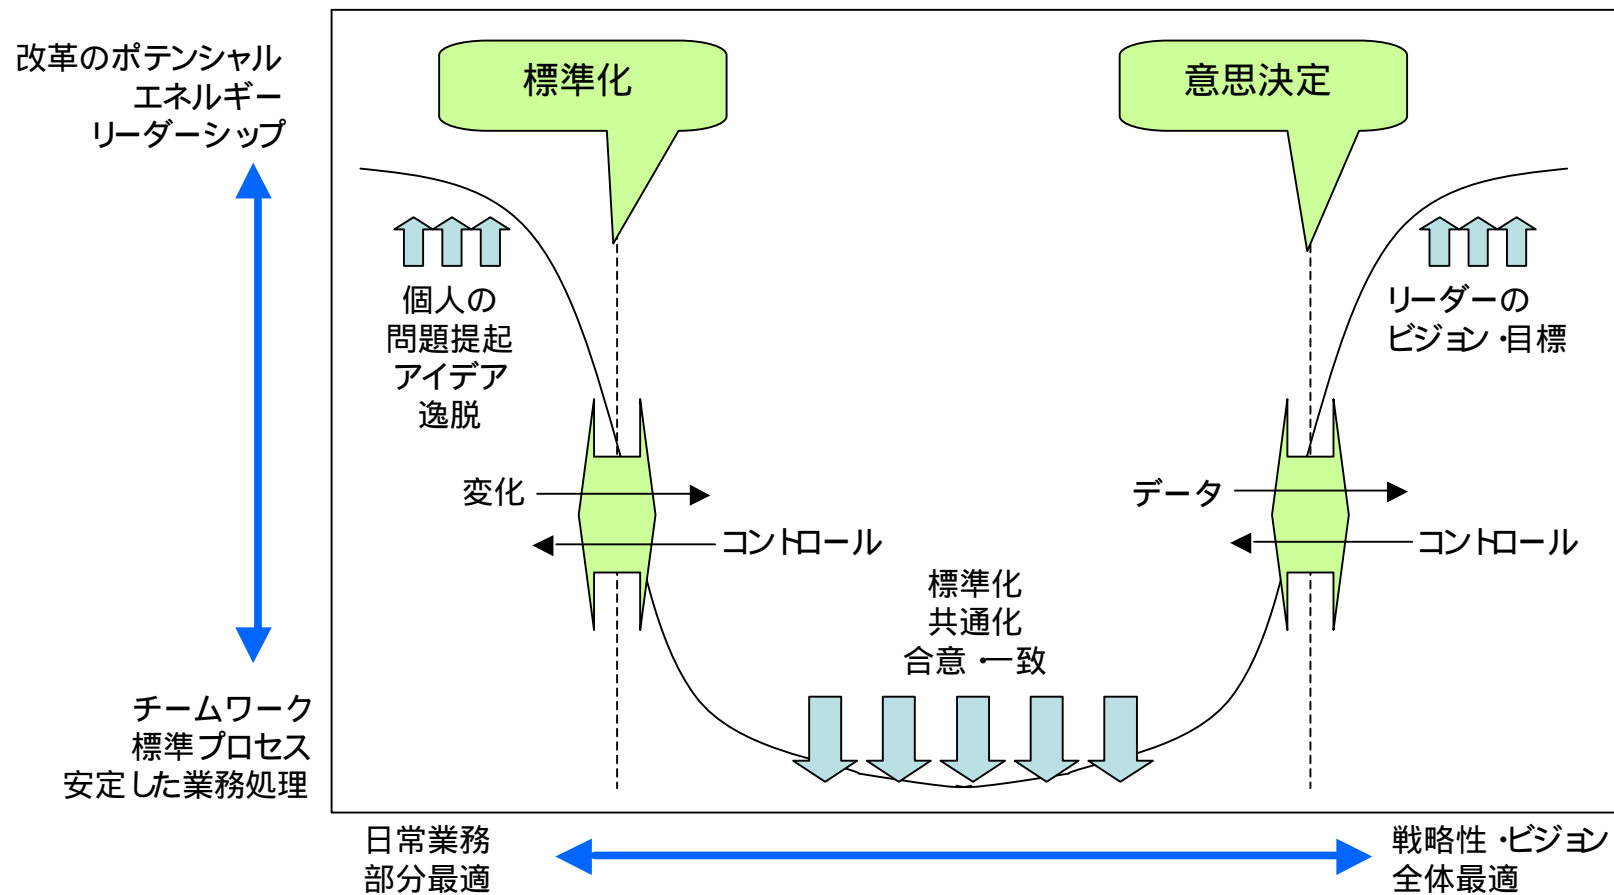 改革のポテンシャル
エネルギー
リーダーシップ
標準化
意思決定
個人の
問題提起
アイデア
逸脱
リーダーの
ビジョン・目標
変化
コントロール
データ
コントロール
標準化
共通化
合意・一致
チームワーク
標準プロセス
安定した業務処理
日常業務
部分最適
戦略性・ビジョン
全体最適